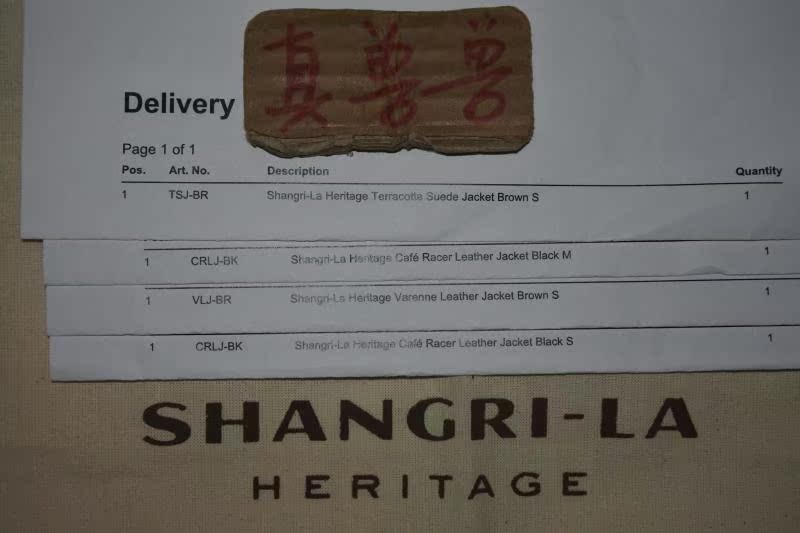 真善
Delivery
Page 1 of 1
Pos. Art. No. Description Quantity
1 TSJ-BR Shangri-La Heritage Terracotta Suede Jacket Brown S 1
1 CRLJ-BK Shangri-La Heritage Café Racer Leather Jacket Black M 1
1 VLJ-BR Shangri-La Heritage Varenne Leather Jacket Brown S 1
1 CRLJ-BK Shangri-La Heritage Café Racer Leather Jacket Black S 1
SHANGRI-LA
HERITAGE